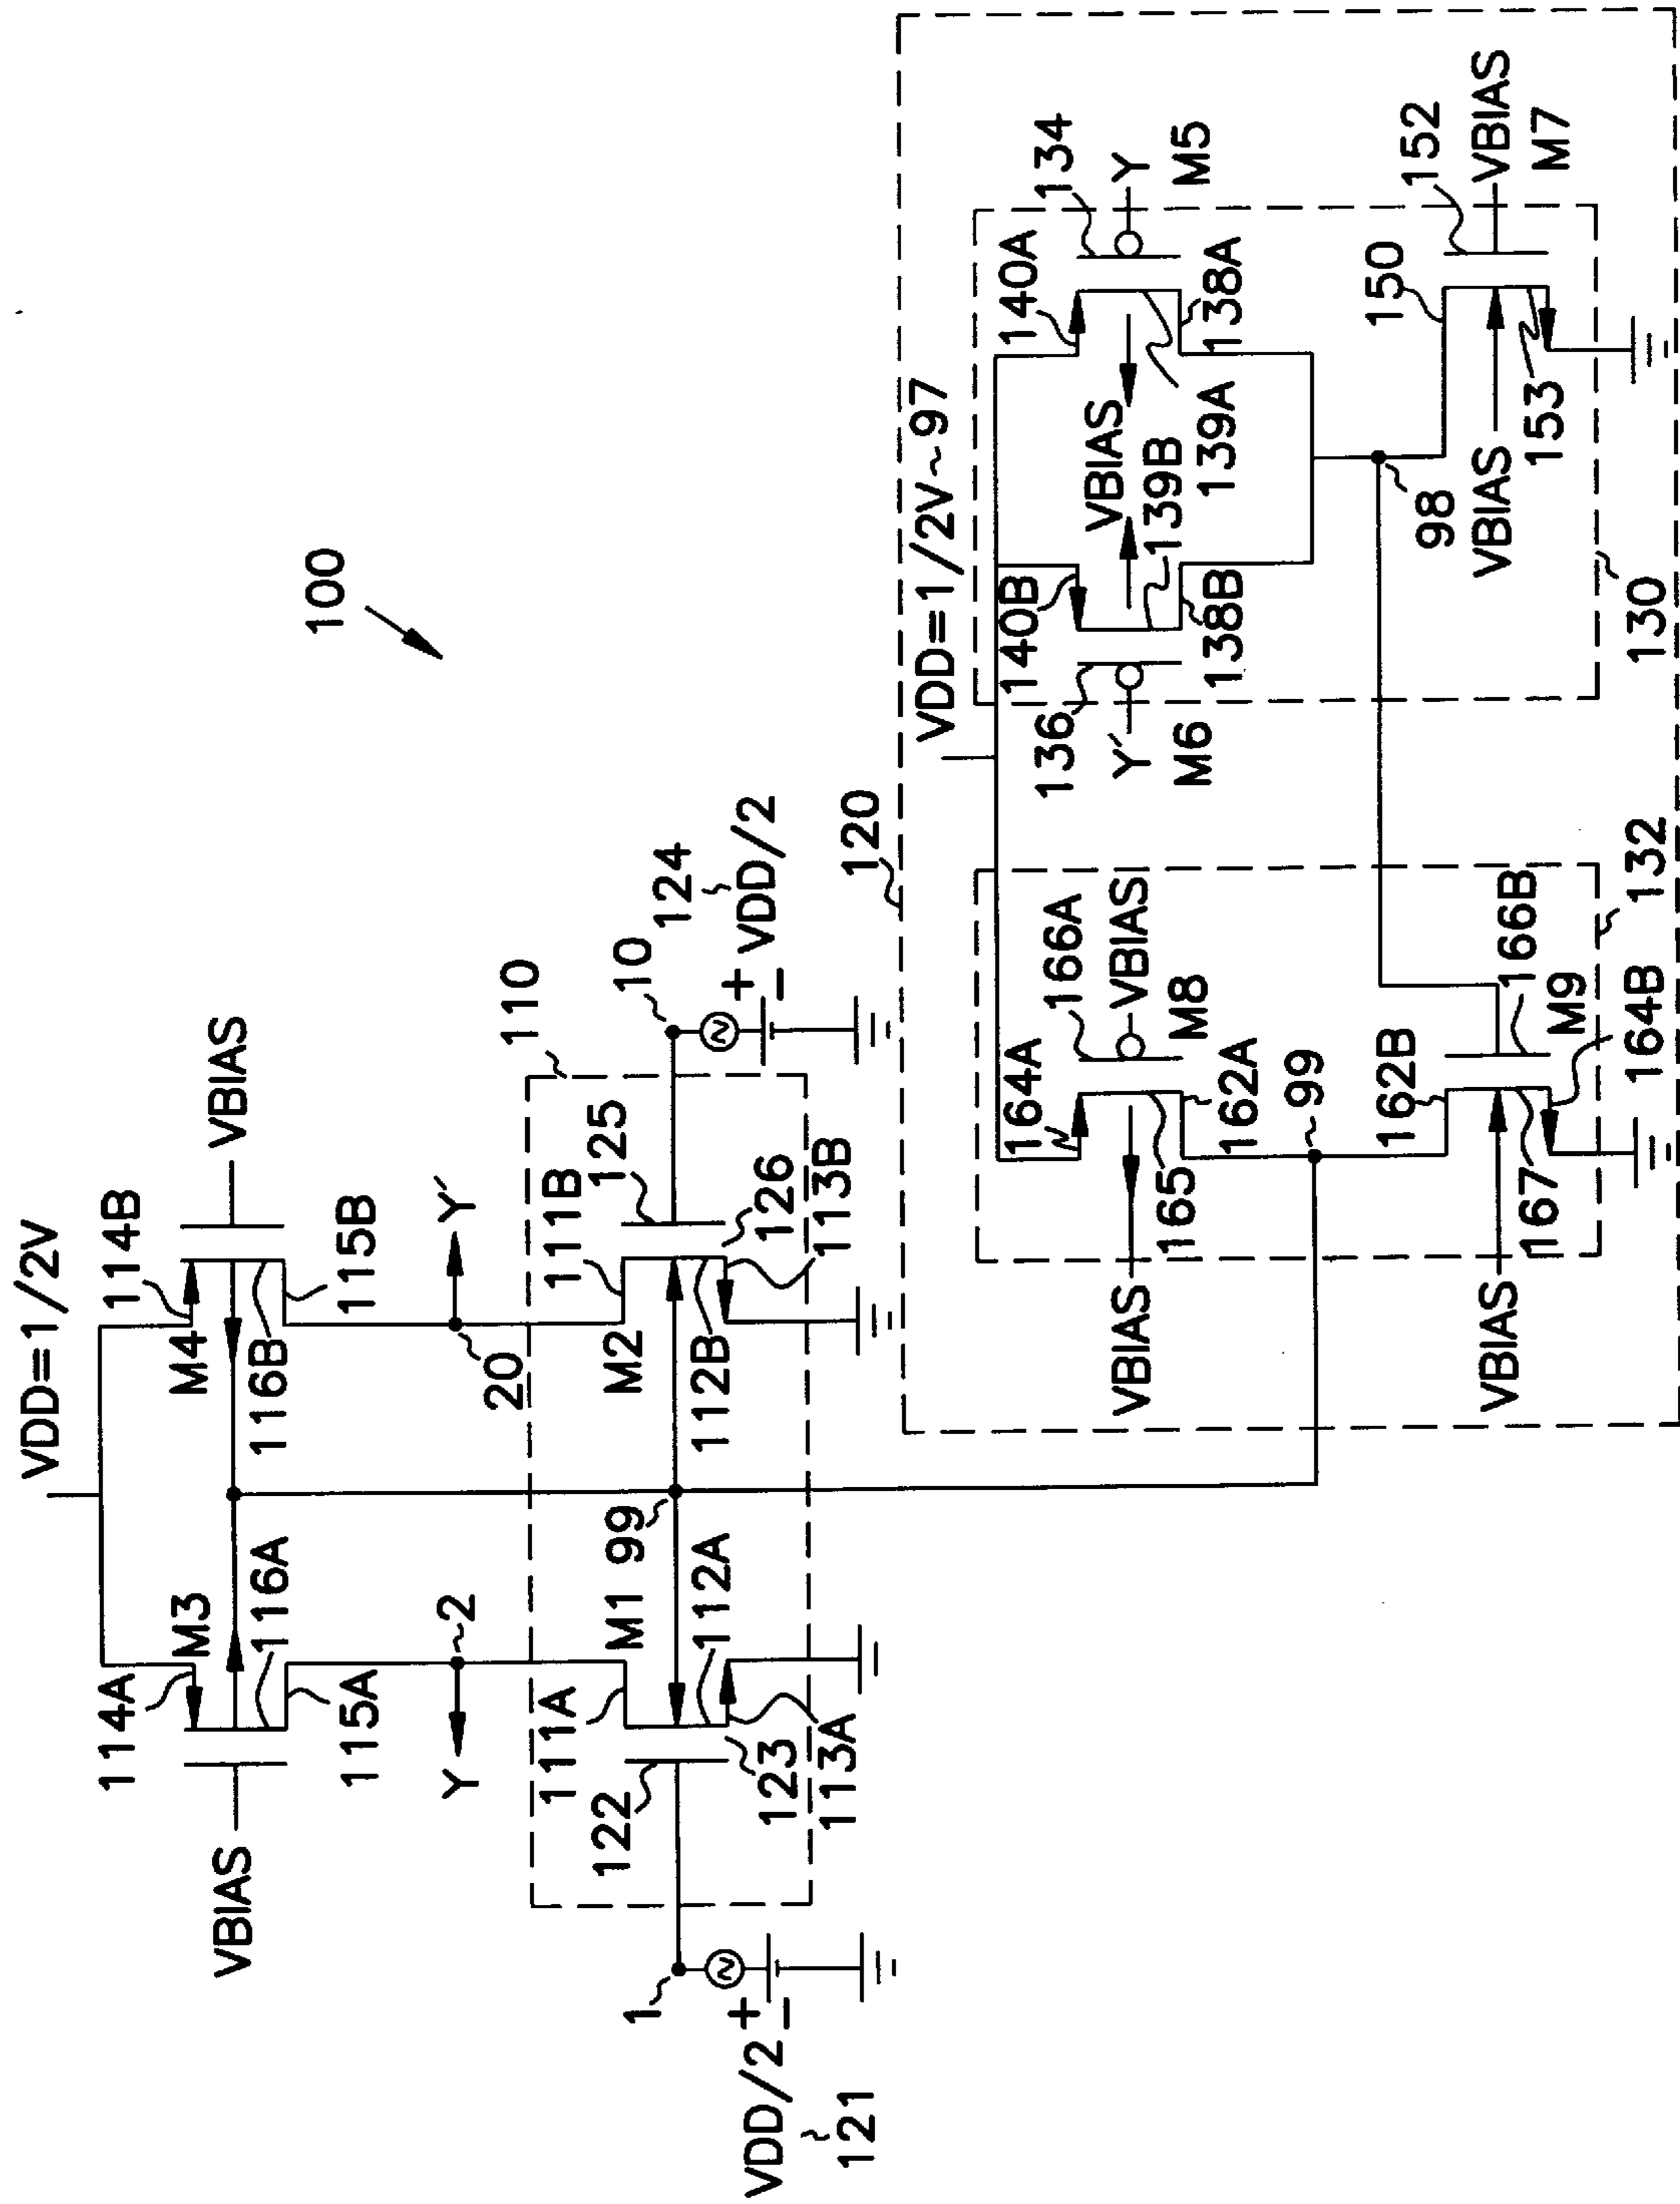 100
VDD=1/2V
114A
M3
M4
114B
VBIAS
116A
116B
VBIAS
115A
115B
Y
2
20
Y'
110
111A
M1
99
M2
111B
122
112A
112B
125
10
124
1
123
126
VDD/2
+
-
113A
113B
+
-
VDD/2
121
120
VDD=1/2V
97
164A
166A
140B
140A
136
134
VBIAS
VBIAS
M8
Y'
M6
VBIAS
Y
M5
165
162A
139B
139A
138B
138A
99
98
162B
150
152
VBIAS
166B
VBIAS
VBIAS
167
M9
153
M7
164B
132
130